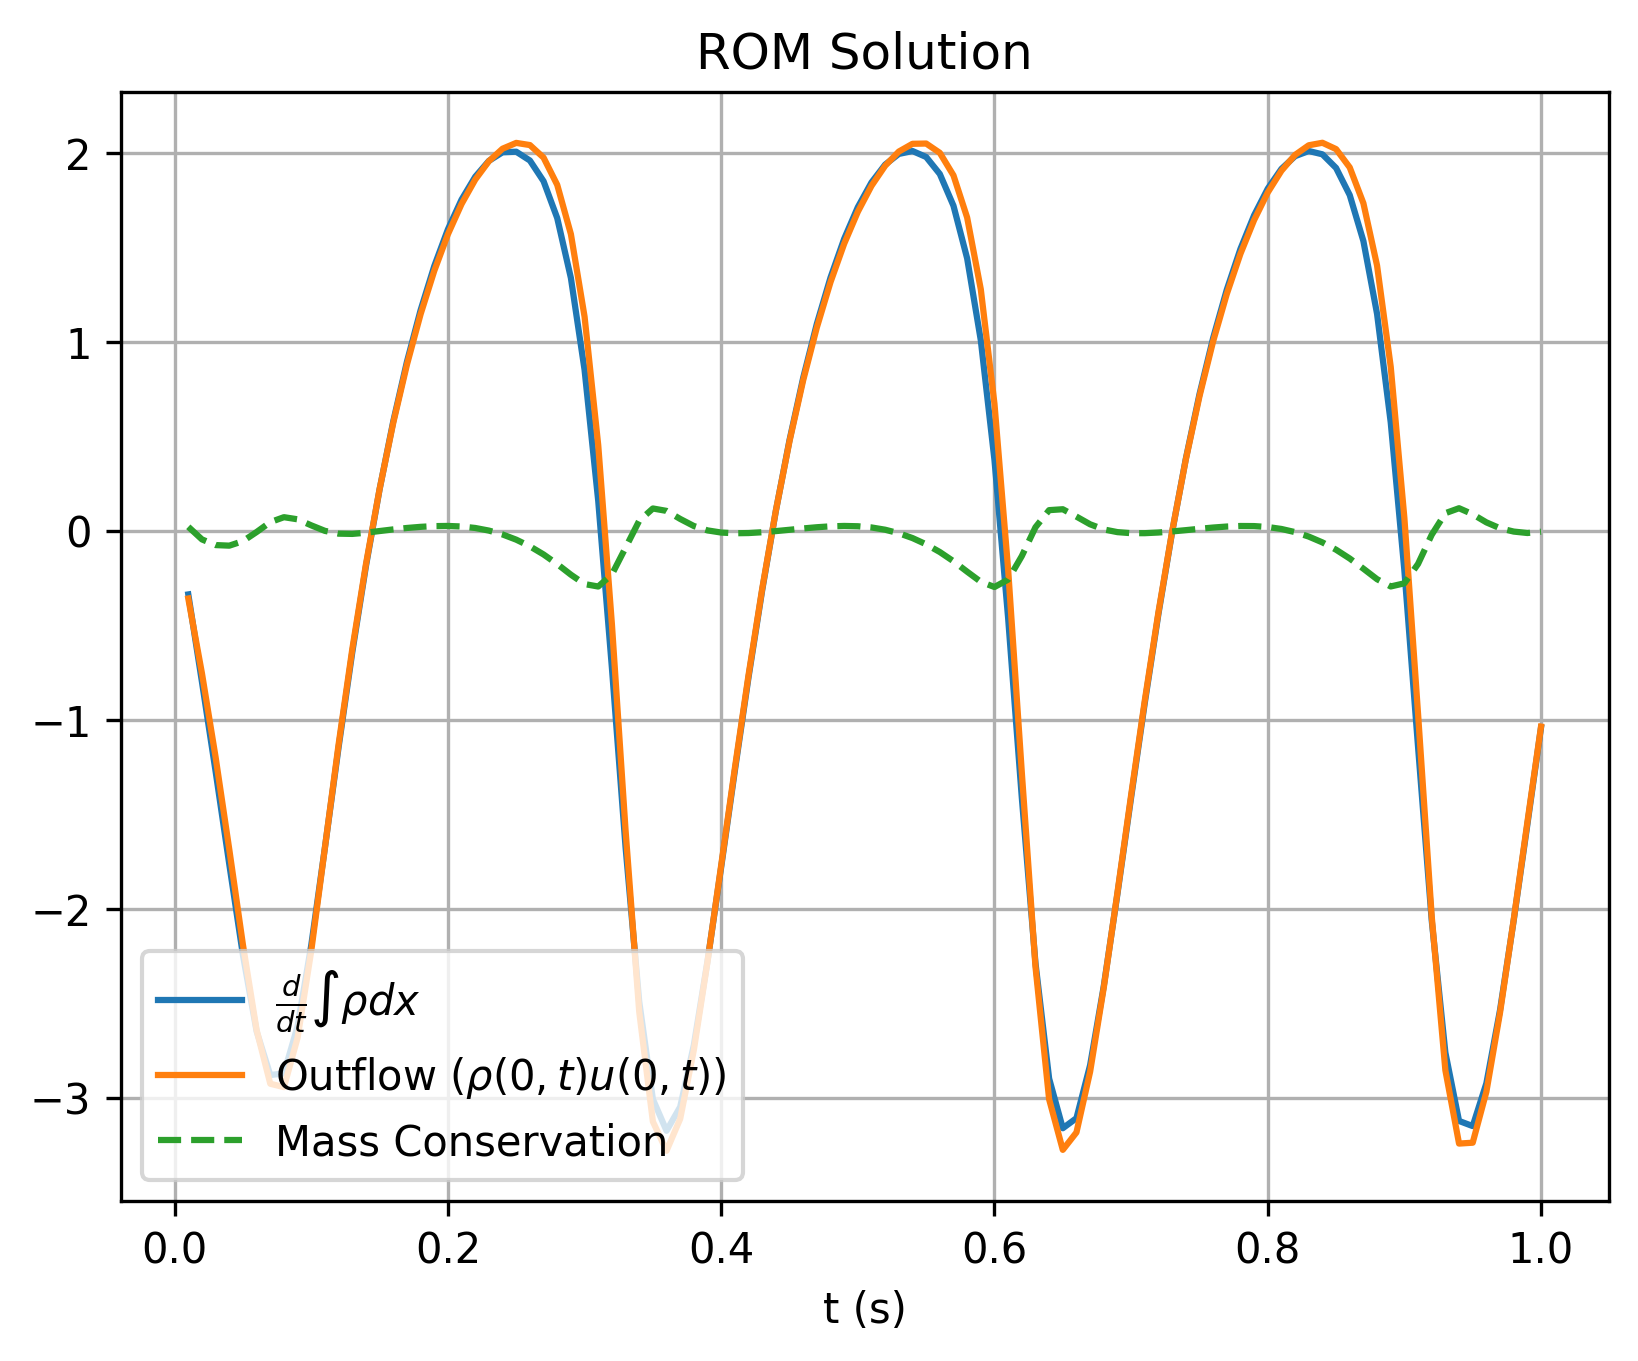 ROM Solution
2
1
0
−1
−2
−3
d/dt ∫ρdx
Outflow (ρ(0, t)u(0, t))
Mass Conservation
0.0 0.2 0.4 0.6 0.8 1.0
t (s)